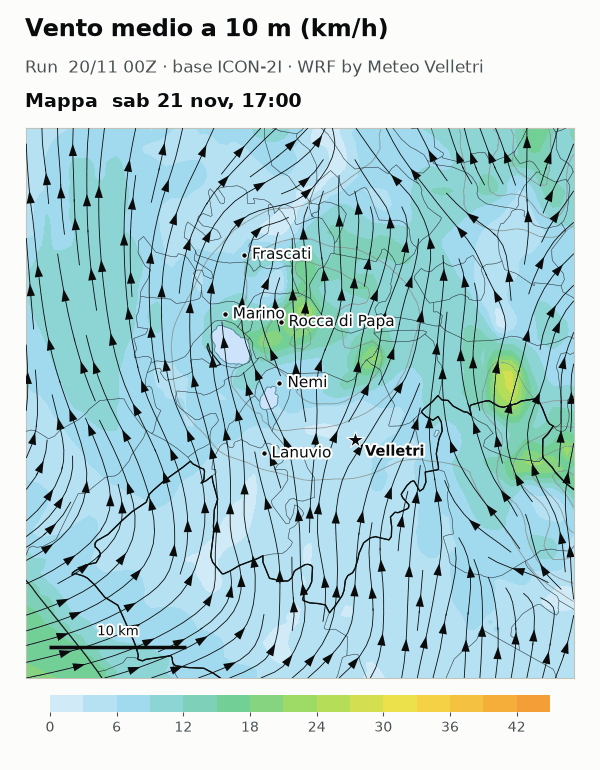 Vento medio a 10 m (km/h)
Run  20/11 00Z · base ICON-2I · WRF by Meteo Velletri
Mappa  sab 21 nov, 17:00
Frascati
Marino
Rocca di Papa
Nemi
Velletri
Lanuvio
10 km
0 6 12 18 24 30 36 42